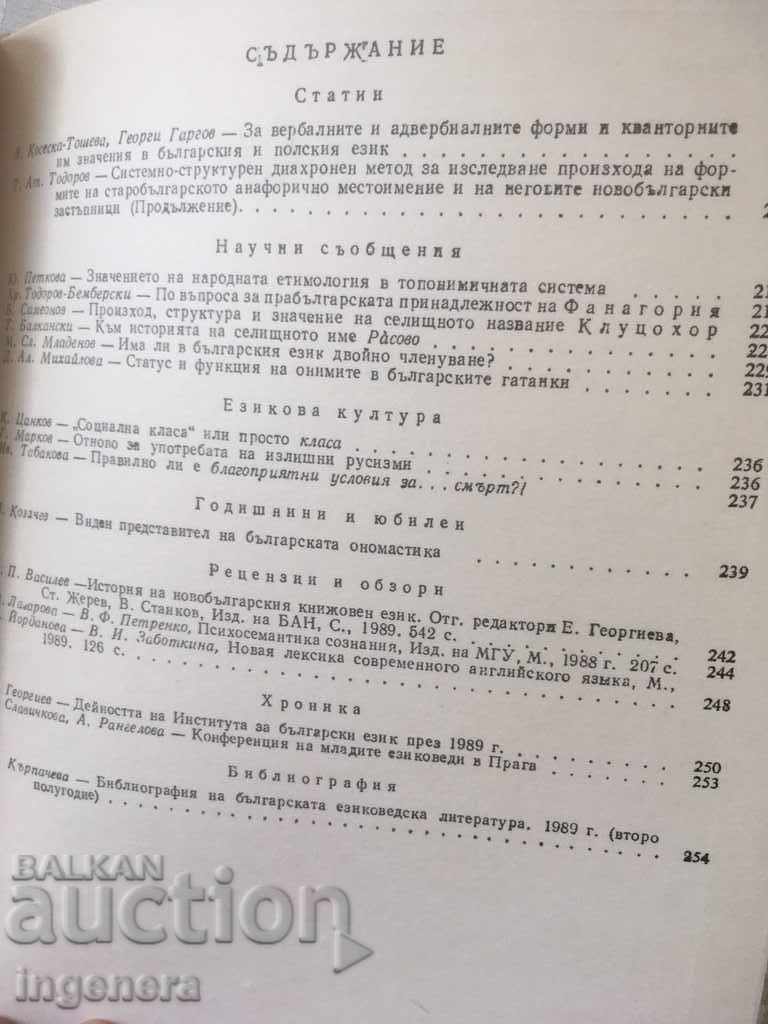 СЪДЪРЖАНИЕ
Статии
Косеска-Тошева, Георги Гаргов — За вербалните и адвербиалните форми и кванторните
им значения в българския и полския език . . . . . . . . . . . .
Т. Ат. Тодоров — Системно-структурен диахронен метод за изследване произхода на фор-
мите на старобългарското анафорично местоимение и на неговите новобългарски
застъпници (Продължение). . . . . . . . . . . . . . . . . .
Научни съобщения
Ю. Петкова — Значението на народната етимология в топонимичната система . . . . .
Хр. Тодоров-Бемберски — По въпроса за прабългарската принадлежност на Фанагория
Б. Симеонов — Произход, структура и значение на селищното название Клуцохор
Т. Балкански — Към историята на селищното име Расово . . . . . . . . .
М. Сл. Младенов — Има ли в българския език двойно членуване? . . . . . . . . 229
Д. Ал. Михайлова — Статус и функция на онимите в българските гатанки . . . . . 231
Езикова култура
К. Цанков — „Социална класа“ или просто класа . . . . . . . . . . . . 236
Г. Марков — Отново за употребата на излишни русизми . . . . . . . . . . 236
Ив. Табакова — Правилно ли е благоприятни условия за. . . смърт?! . . . . . . 237
Годишнини и юбилеи
Козачев — Виден представител на българската ономастика . . . . . . . . . 239
Рецензии и обзори
П. Василев — История на новобългарския книжовен език. Отг. редактори Е. Георгиева,
Ст. Жерев, В. Станков, Изд. на БАН, С., 1989. 542 с. . . . . . . . . 242
Лазарова — В. Ф. Петренко, Психосемантика сознания, Изд. на МГУ, М., 1988 г. 207 с. 244
Йорданова — В. И. Заботкина, Новая лексика современного английского языка, М.,
1989. 126 с. . . . . . . . . . . . . . . . . . . . . 248
Хроника
Георгиев — Дейността на Института за български език през 1989 г. . . . . . . . 250
Славичкова, А. Рангелова — Конференция на младите езиковеди в Прага . . . . . . 253
Библиография
Кърпачева — Библиография на българската езиковедска литература. 1989 г. (второ
полугодие) . . . . . . . . . . . . . . . . . . . . 254
BALKAN
auction
ingenera